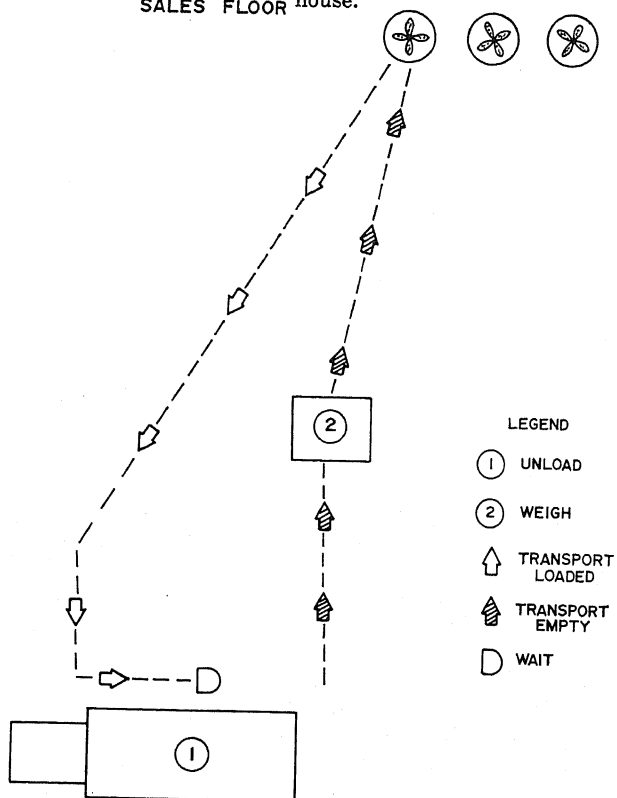 SALES FLOOR house.
2
LEGEND
1 UNLOAD
2 WEIGH
TRANSPORT
LOADED
TRANSPORT
EMPTY
WAIT
1